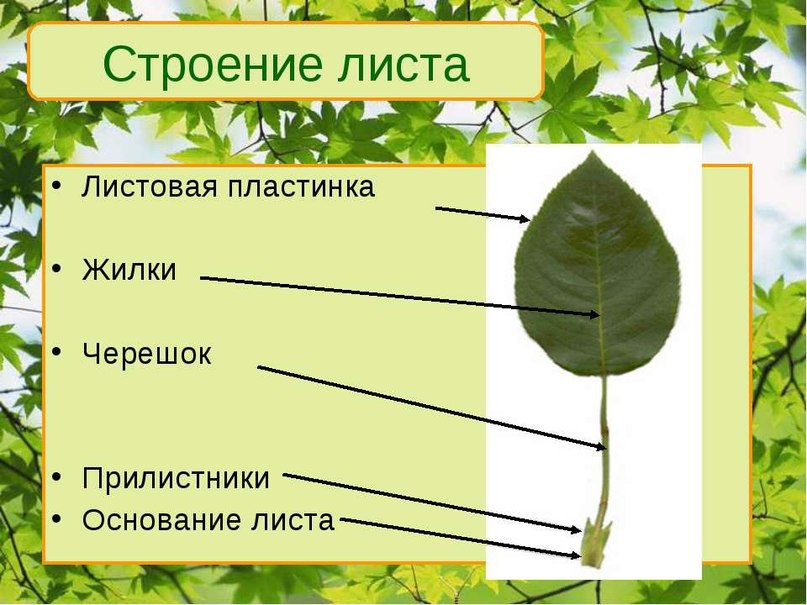 Строение листа
• Листовая пластинка
• Жилки
• Черешок
• Прилистники
• Основание листа